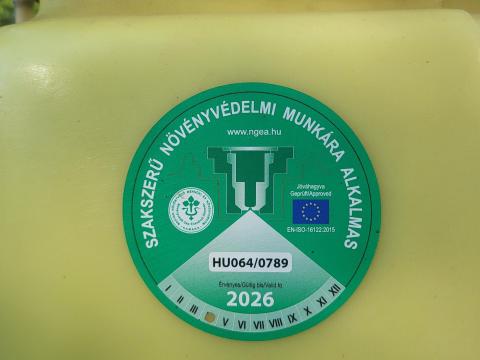 SZAKSZERŰ NÖVÉNYVÉDELMI MUNKÁRA ALKALMAS
www.ngea.hu
Jóváhagyva
Geprüft/Approved
EN-ISO-16122:2015
HU064/0789
Érvényes/Gültig bis/Valid to
2026
I II III V VI VII VIII IX X XI XII